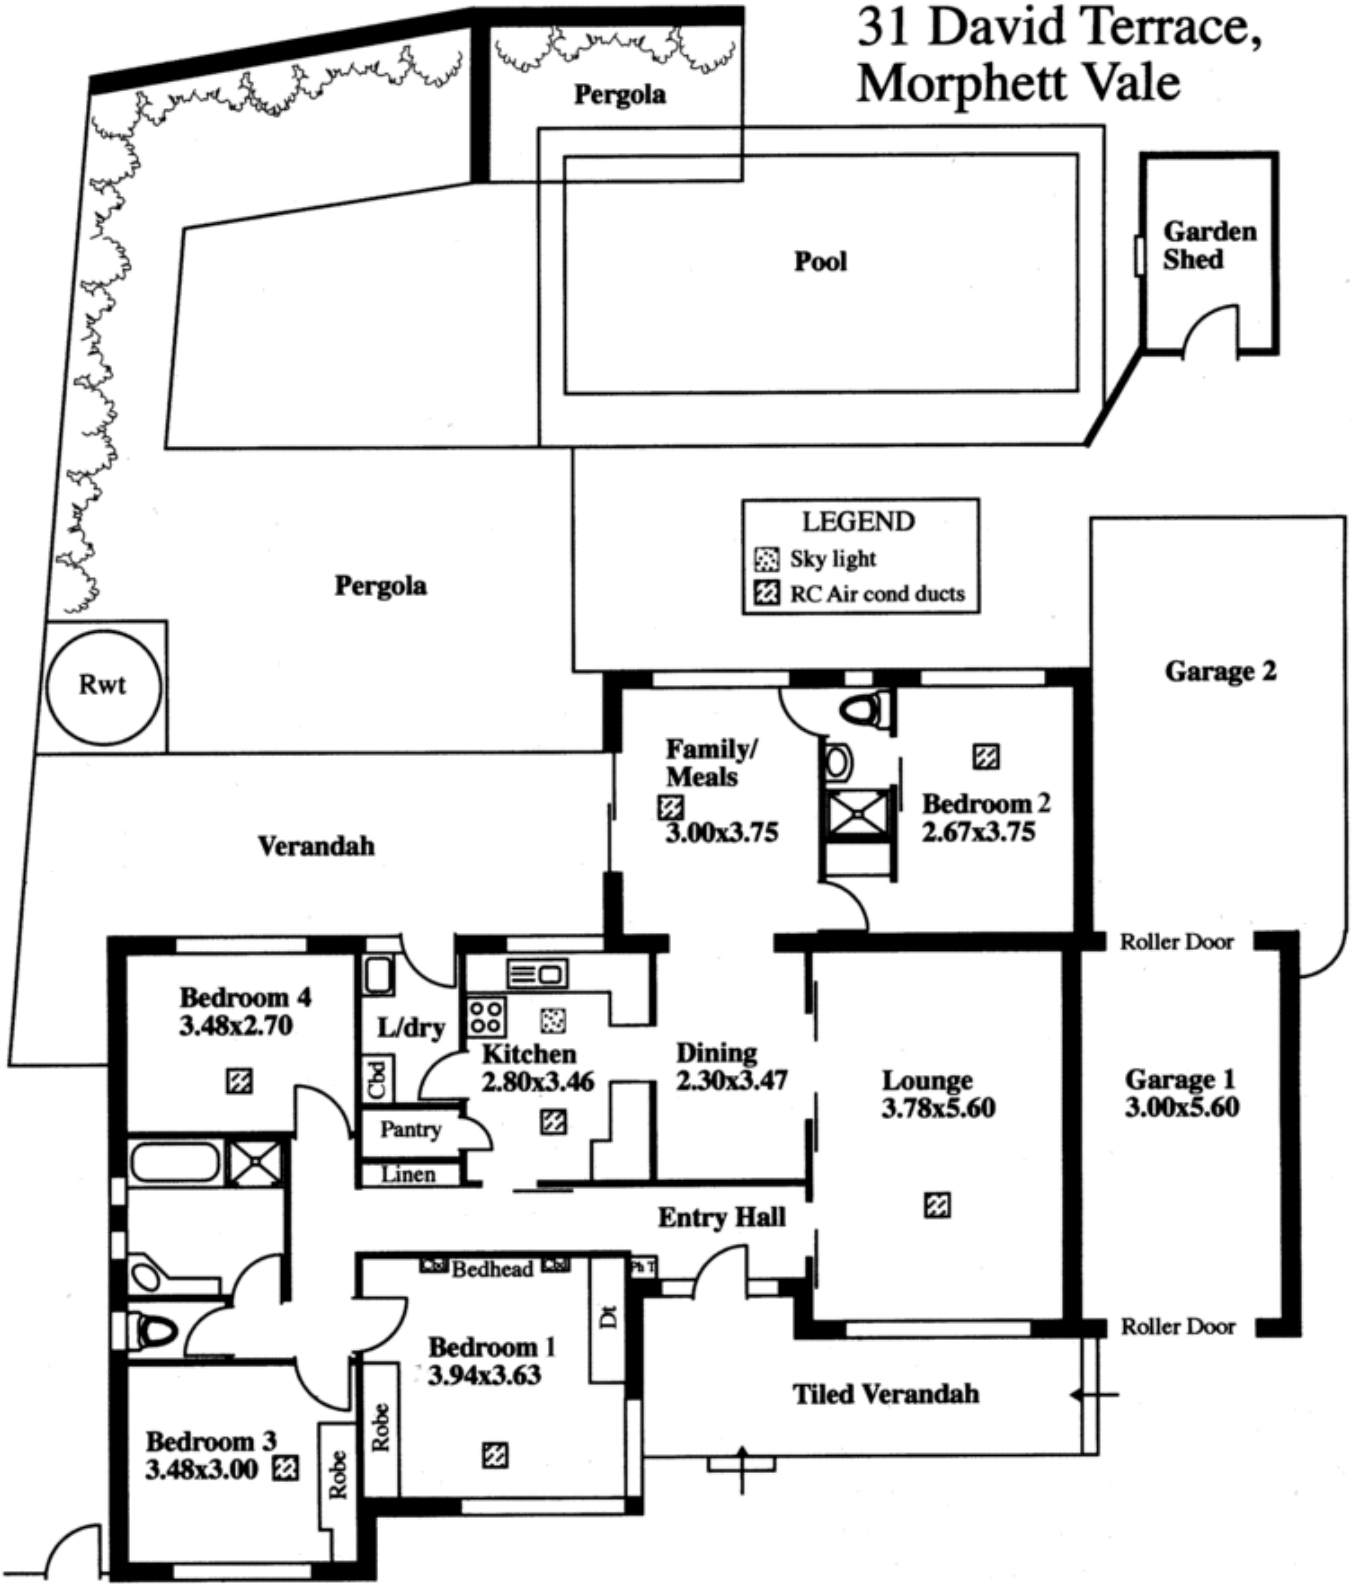 31 David Terrace,
Morphett Vale
Pergola
Pool
Garden
Shed
LEGEND
Sky light
RC Air cond ducts
Pergola
Garage 2
Rwt
Family/
Meals
3.00x3.75
Bedroom 2
2.67x3.75
Verandah
Roller Door
Bedroom 4
3.48x2.70
L/dry
Cbd
Kitchen
2.80x3.46
Dining
2.30x3.47
Lounge
3.78x5.60
Garage 1
3.00x5.60
Pantry
Linen
Entry Hall
Ph T
Bedhead
Dt
Bedroom 1
3.94x3.63
Roller Door
Tiled Verandah
Robe
Bedroom 3
3.48x3.00
Robe